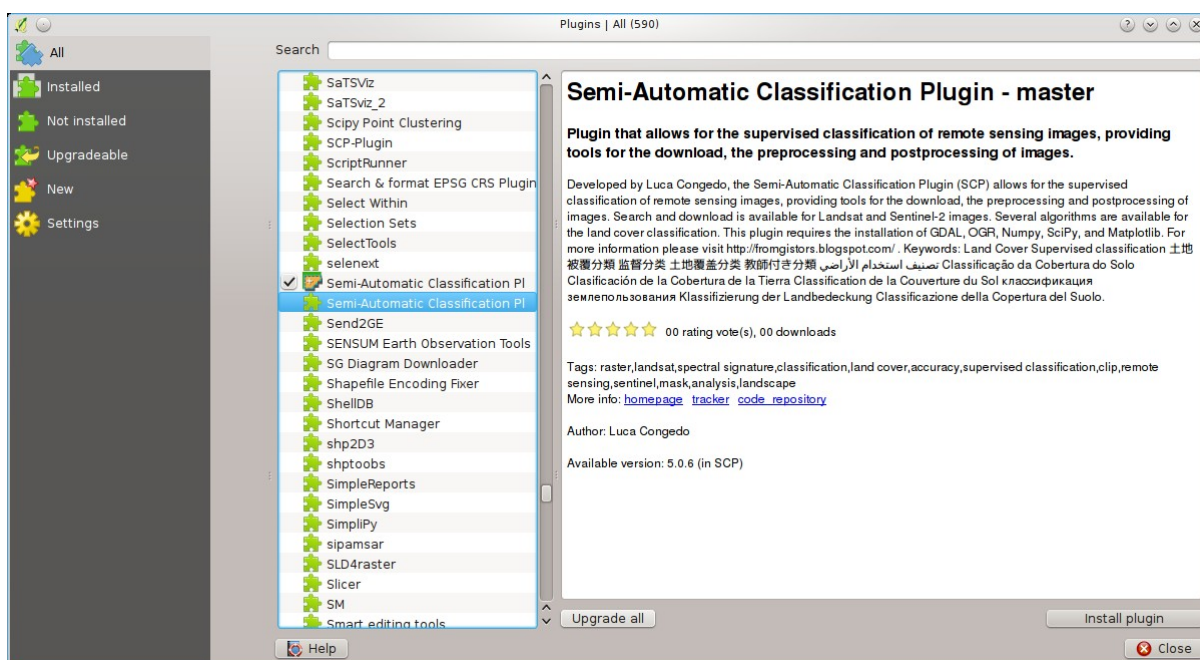 Plugins | All (590)
All
Installed
Not installed
Upgradeable
New
Settings
Search
SaTSViz
SaTSviz_2
Scipy Point Clustering
SCP-Plugin
ScriptRunner
Search & format EPSG CRS Plugin
Select Within
Selection Sets
SelectTools
selenext
Semi-Automatic Classification Pl
Semi-Automatic Classification Pl
Send2GE
SENSUM Earth Observation Tools
SG Diagram Downloader
Shapefile Encoding Fixer
ShellDB
Shortcut Manager
shp2D3
shptoobs
SimpleReports
SimpleSvg
SimpliPy
sipamsar
SLD4raster
Slicer
SM
Smart editing tools
Semi-Automatic Classification Plugin - master
Plugin that allows for the supervised classification of remote sensing images, providing
tools for the download, the preprocessing and postprocessing of images.
Developed by Luca Congedo, the Semi-Automatic Classification Plugin (SCP) allows for the supervised
classification of remote sensing images, providing tools for the download, the preprocessing and postprocessing of
images. Search and download is available for Landsat and Sentinel-2 images. Several algorithms are available for
the land cover classification. This plugin requires the installation of GDAL, OGR, Numpy, SciPy, and Matplotlib. For
more information please visit http://fromgistors.blogspot.com/ . Keywords: Land Cover Supervised classification 土地
被覆分類 监督分类 土地覆盖分类 教師付き分類 تصنيف استخدام الأراضي Classificação da Cobertura do Solo
Clasificación de la Cobertura de la Tierra Classification de la Couverture du Sol классификация
землепользования Klassifizierung der Landbedeckung Classificazione della Copertura del Suolo.
00 rating vote(s), 00 downloads
Tags: raster,landsat,spectral signature,classification,land cover,accuracy,supervised classification,clip,remote
sensing,sentinel,mask,analysis,landscape
More info: homepage tracker code_repository
Author: Luca Congedo
Available version: 5.0.6 (in SCP)
Upgrade all
Install plugin
Help
Close